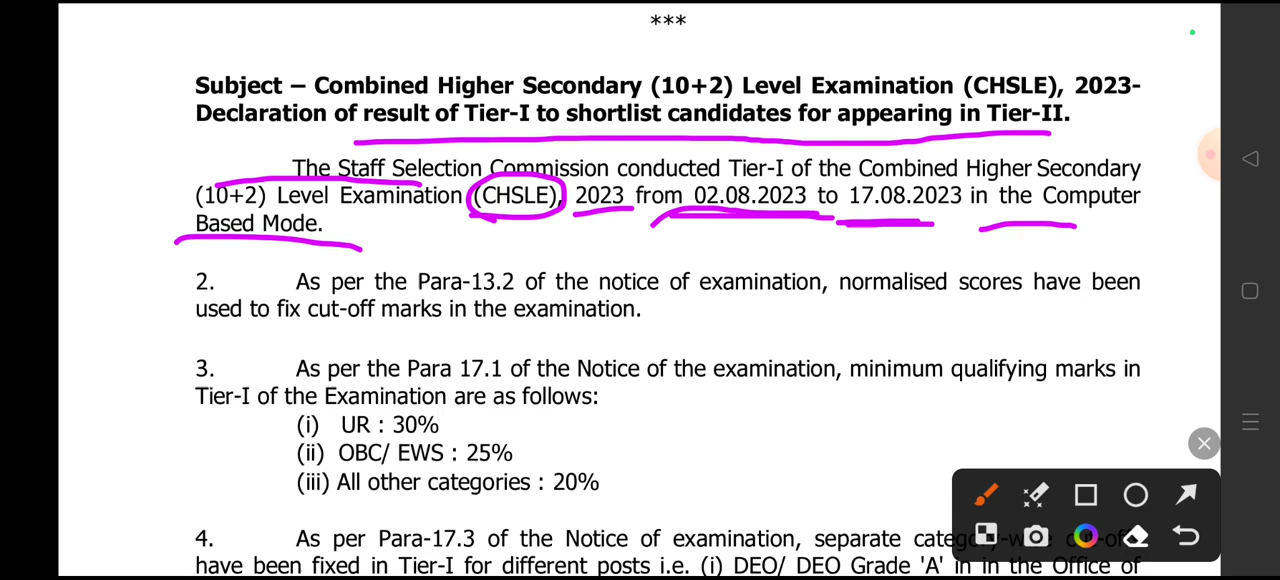 ***
Subject – Combined Higher Secondary (10+2) Level Examination (CHSLE), 2023-
Declaration of result of Tier-I to shortlist candidates for appearing in Tier-II.
The Staff Selection Commission conducted Tier-I of the Combined Higher Secondary
(10+2) Level Examination (CHSLE), 2023 from 02.08.2023 to 17.08.2023 in the Computer
Based Mode.
2. As per the Para-13.2 of the notice of examination, normalised scores have been
used to fix cut-off marks in the examination.
3. As per the Para 17.1 of the Notice of the examination, minimum qualifying marks in
Tier-I of the Examination are as follows:
(i) UR : 30%
(ii) OBC/ EWS : 25%
(iii) All other categories : 20%
4. As per Para-17.3 of the Notice of examination, separate
have been fixed in Tier-I for different posts i.e. (i) DEO/ DEO Grade 'A' in in the Office of